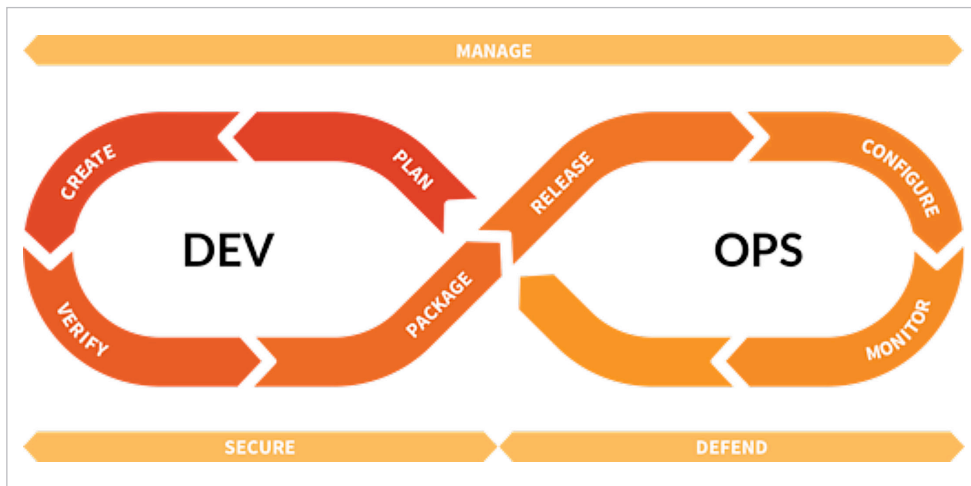 MANAGE
PLAN
CREATE
VERIFY
PACKAGE
RELEASE
CONFIGURE
MONITOR
DEV
OPS
SECURE
DEFEND